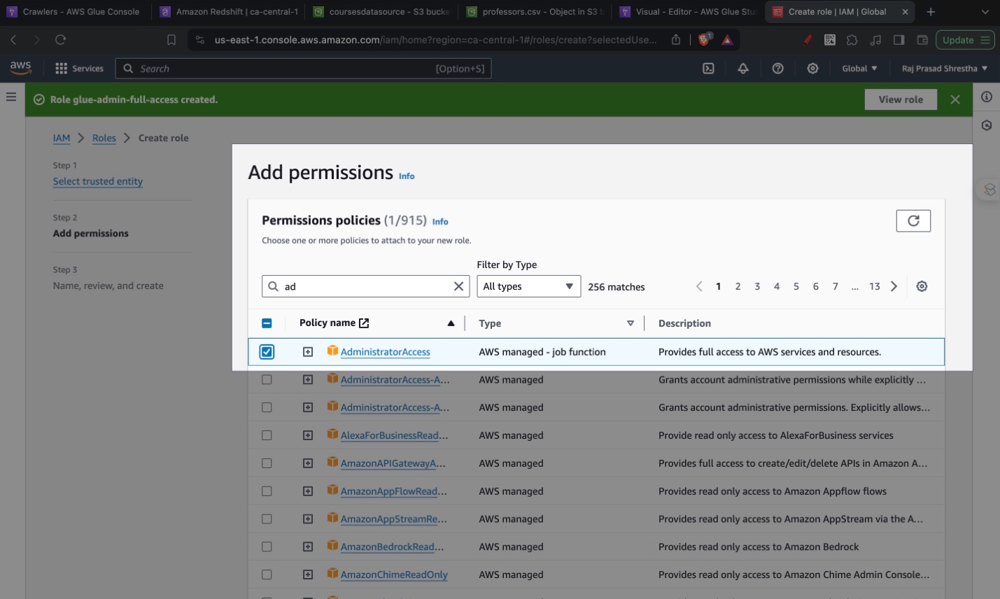 Crawlers - AWS Glue Console
Amazon Redshift | ca-central-1
coursesdatasource - S3 bucke
professors.csv - Object in S3 b
Visual - Editor - AWS Glue Stu
Create role | IAM | Global
us-east-1.console.aws.amazon.com/iam/home?region=ca-central-1#/roles/create?selectedUse...
1
Update
aws
Services
Search
[Option+S]
Global
Raj Prasad Shrestha
Role glue-admin-full-access created.
View role
IAM
Roles
Create role
Step 1
Select trusted entity
Step 2
Add permissions
Step 3
Name, review, and create
Add permissions Info
Permissions policies (1/915) Info
Choose one or more policies to attach to your new role.
Filter by Type
ad
All types
256 matches
1 2 3 4 5 6 7 ... 13
Policy name Type Description
AdministratorAccess AWS managed - job function Provides full access to AWS services and resources.
AdministratorAccess-A... AWS managed Grants account administrative permissions while explicitly ...
AdministratorAccess-A... AWS managed Grants account administrative permissions. Explicitly allows...
AlexaForBusinessRead... AWS managed Provide read only access to AlexaForBusiness services
AmazonAPIGatewayA... AWS managed Provides full access to create/edit/delete APIs in Amazon A...
AmazonAppFlowRead... AWS managed Provides read only access to Amazon Appflow flows
AmazonAppStreamRe... AWS managed Provides read only access to Amazon AppStream via the A...
AmazonBedrockRead... AWS managed Provides read only access to Amazon Bedrock
AmazonChimeReadOnly AWS managed Provides read only access to Amazon Chime Admin Console...